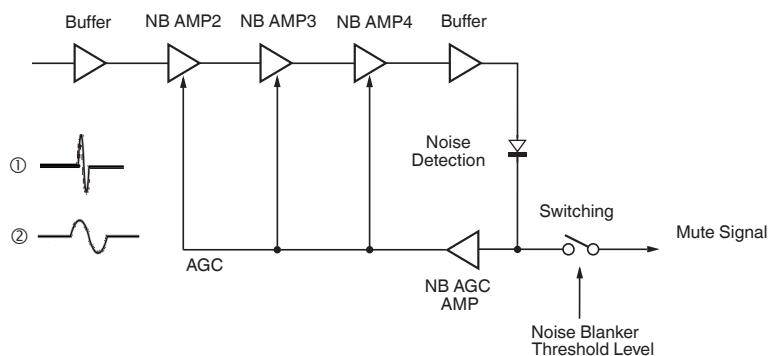 Buffer
NB AMP2
NB AMP3
NB AMP4
Buffer
①
②
Noise
Detection
Switching
Mute Signal
AGC
NB AGC
AMP
Noise Blanker
Threshold Level